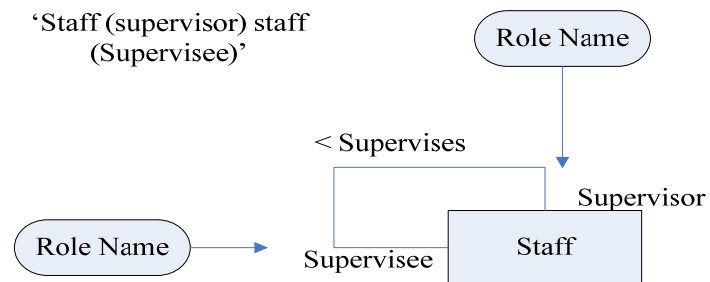 ‘Staff (supervisor) staff
(Supervisee)’
Role Name
< Supervises
Supervisor
Role Name
Supervisee
Staff